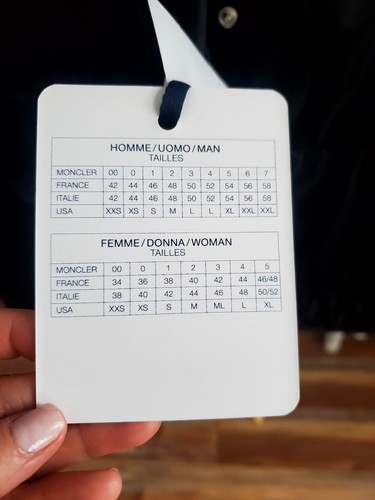 HOMME/UOMO/MAN
TAILLES
MONCLER 00 0 1 2 3 4 5 6 7
FRANCE 42 44 46 48 50 52 54 56 58
ITALIE 42 44 46 48 50 52 54 56 58
USA XXS XS S M L L XL XXL XXL
FEMME/DONNA/WOMAN
TAILLES
MONCLER 00 0 1 2 3 4 5
FRANCE 34 36 38 40 42 44 46/48
ITALIE 38 40 42 44 46 48 50/52
USA XXS XS S M ML L XL